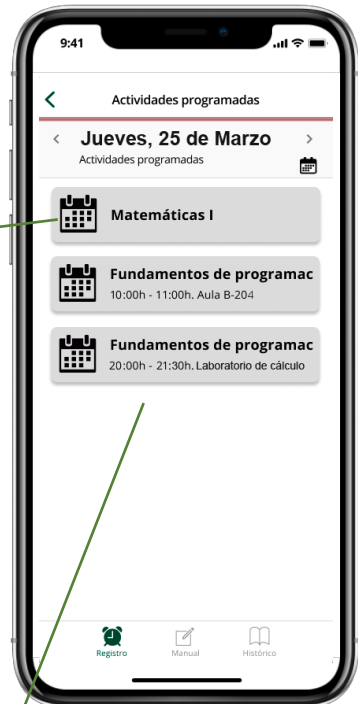 9:41
Actividades programadas
Jueves, 25 de Marzo
Actividades programadas
Matemáticas I
Fundamentos de programac
10:00h - 11:00h. Aula B-204
Fundamentos de programac
20:00h - 21:30h. Laboratorio de cálculo
Registro Manual Histórico